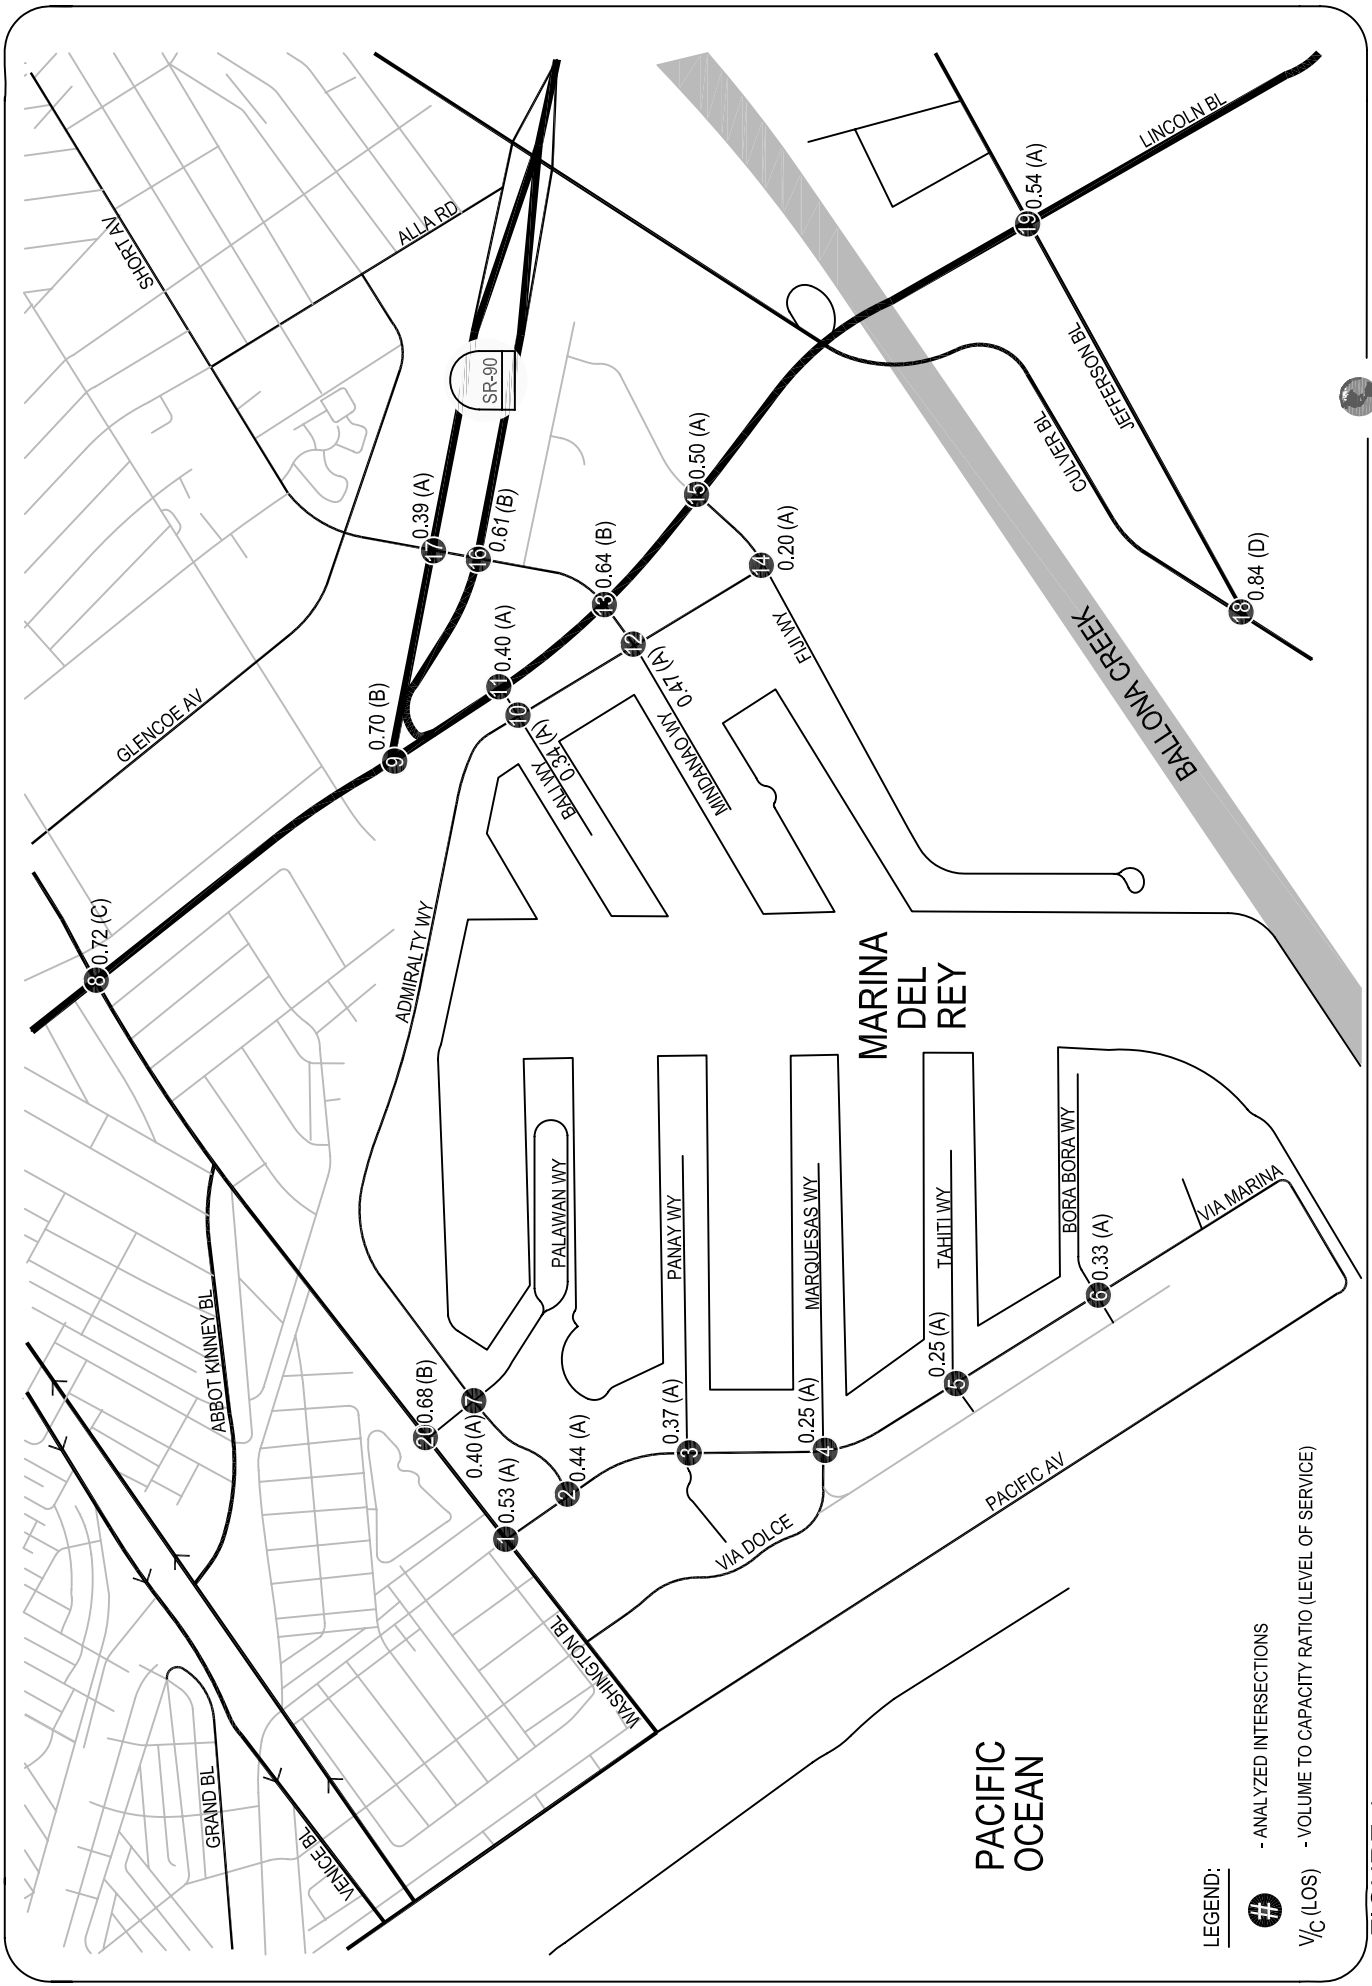 SHORT AV
ALLA RD
SR-90
GLENCOE AV
LINCOLN BL
JEFFERSON BL
CULVER BL
BALLONA CREEK
FIJI WY
MINDANAO WY
BALI WY
ADMIRALTY WY
MARINA
DEL
REY
PALAWAN WY
PANAY WY
MARQUESAS WY
TAHITI WY
BORA BORA WY
VIA MARINA
ABBOT KINNEY BL
GRAND BL
VENICE BL
WASHINGTON BL
VIA DOLCE
PACIFIC AV
PACIFIC
OCEAN
1 0.53 (A)
2 0.44 (A)
3 0.37 (A)
4 0.25 (A)
5 0.25 (A)
6 0.33 (A)
7 0.40 (A)
8 0.72 (C)
9 0.70 (B)
10 0.34 (A)
11 0.40 (A)
12 0.47 (A)
13 0.64 (B)
14 0.20 (A)
15 0.50 (A)
16 0.61 (B)
17 0.39 (A)
18 0.84 (D)
19 0.54 (A)
20 0.68 (B)
LEGEND:
# - ANALYZED INTERSECTIONS
V/C (LOS) - VOLUME TO CAPACITY RATIO (LEVEL OF SERVICE)